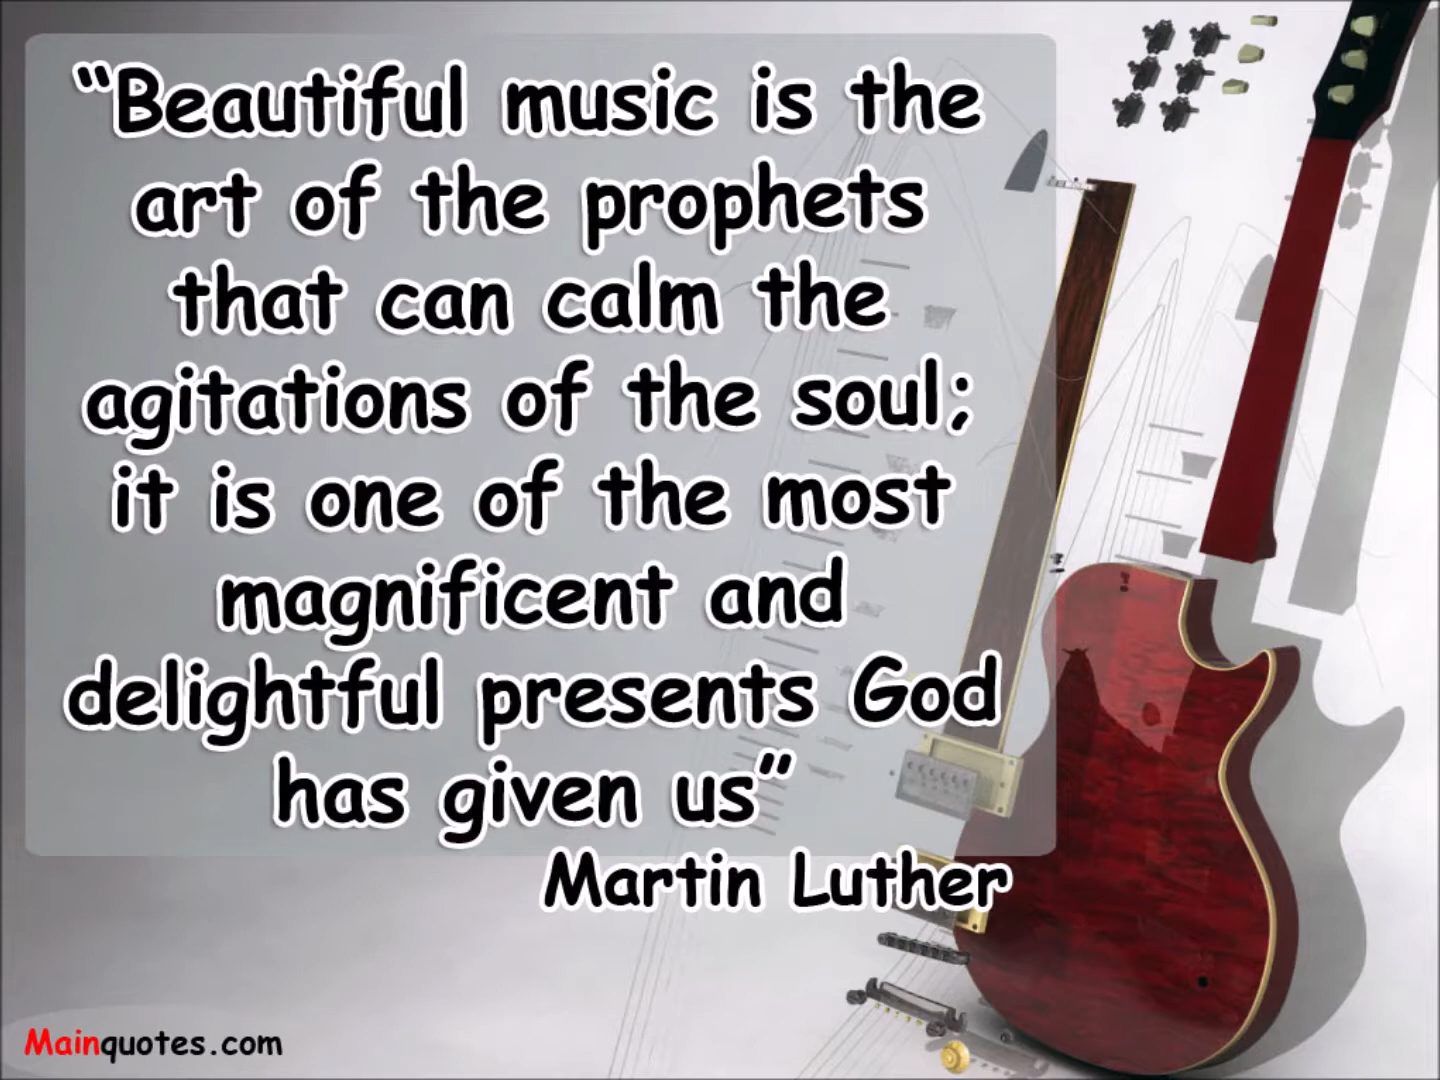 “Beautiful music is the
art of the prophets
that can calm the
agitations of the soul;
it is one of the most
magnificent and
delightful presents God
has given us”
Martin Luther
Mainquotes.com